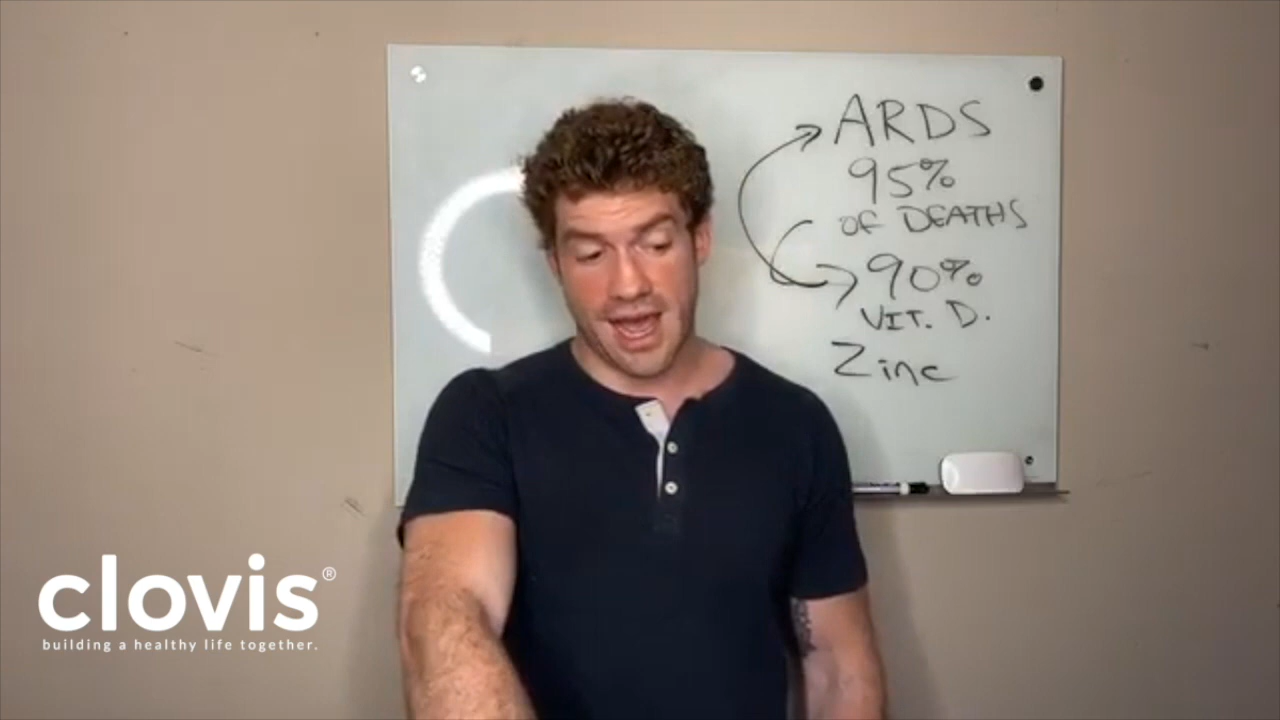 ARDS
95%
OF DEATHS
90%
VIT. D.
Zinc
clovis®
building a healthy life together.